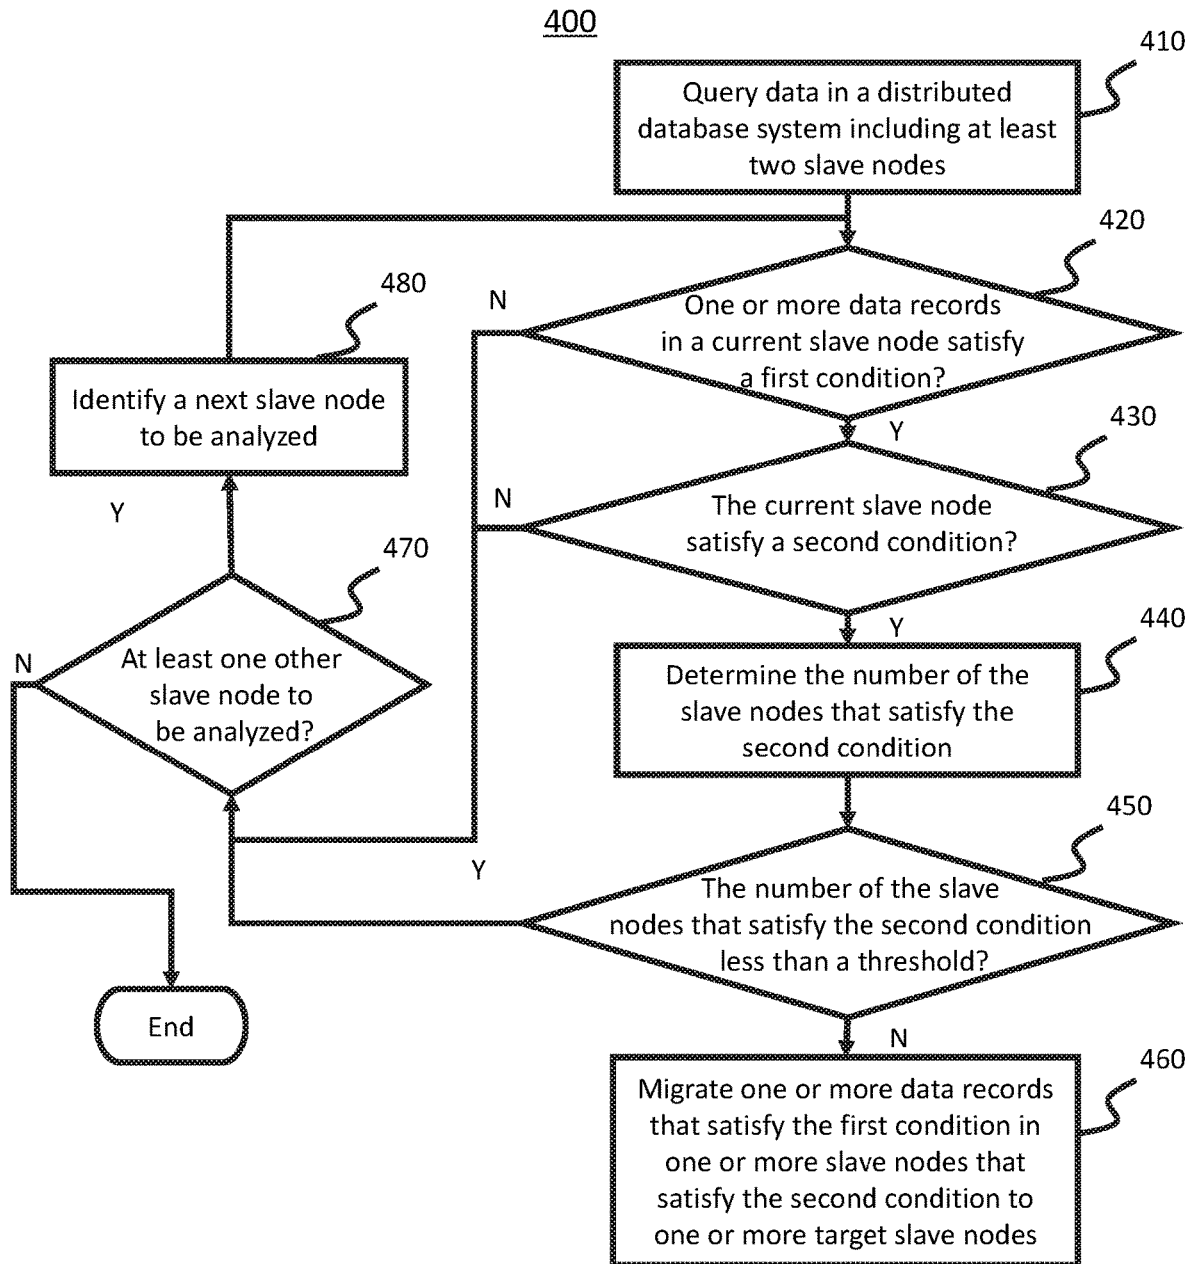 400
410
Query data in a distributed
database system including at least
two slave nodes
420
480
N
One or more data records
in a current slave node satisfy
a first condition?
Identify a next slave node
to be analyzed
Y
430
N
The current slave node
satisfy a second condition?
Y
470
Y
440
N
At least one other
slave node to
be analyzed?
Determine the number of the
slave nodes that satisfy the
second condition
450
Y
The number of the slave
nodes that satisfy the second condition
less than a threshold?
End
N
460
Migrate one or more data records
that satisfy the first condition in
one or more slave nodes that
satisfy the second condition to
one or more target slave nodes